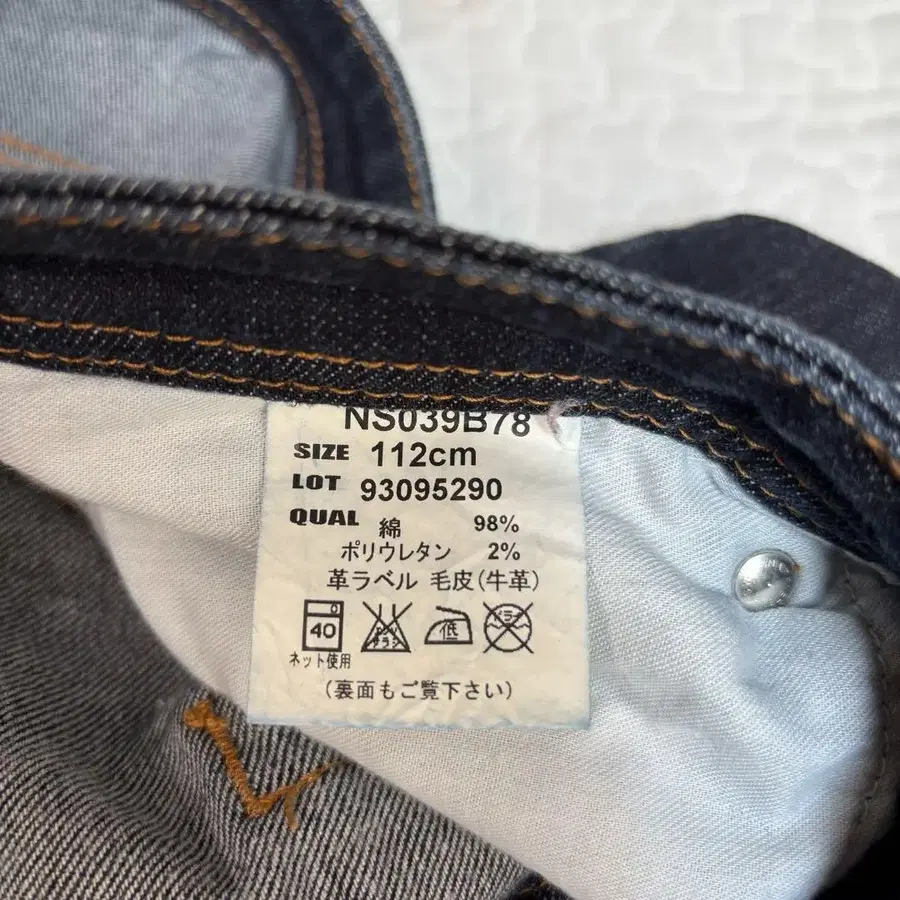 NS039B78
SIZE 112cm
LOT 93095290
QUAL 綿 98%
ポリウレタン 2%
革ラベル 毛皮(牛革)
40
低
ネット使用
(裏面もご覧下さい)